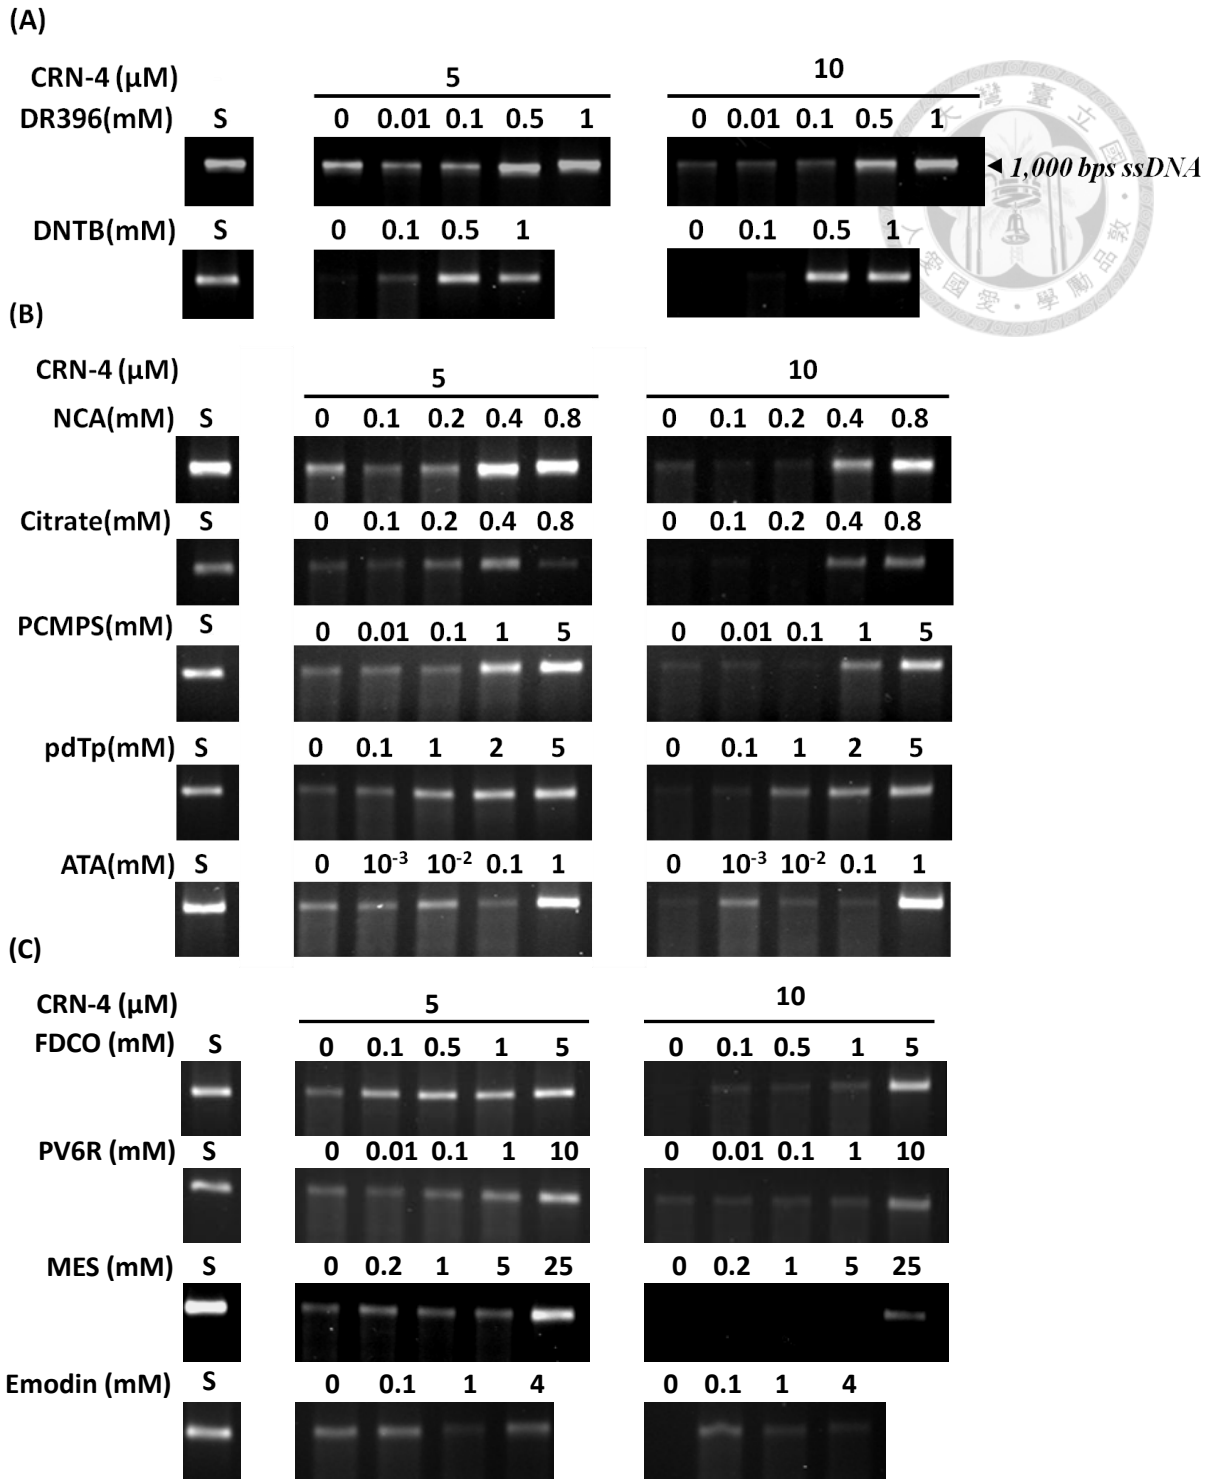 (A)
CRN-4 (μM) 5 10
DR396(mM) S 0 0.01 0.1 0.5 1 0 0.01 0.1 0.5 1
1,000 bps ssDNA
DNTB(mM) S 0 0.1 0.5 1 0 0.1 0.5 1
(B)
CRN-4 (μM) 5 10
NCA(mM) S 0 0.1 0.2 0.4 0.8 0 0.1 0.2 0.4 0.8
Citrate(mM) S 0 0.1 0.2 0.4 0.8 0 0.1 0.2 0.4 0.8
PCMPS(mM) S 0 0.01 0.1 1 5 0 0.01 0.1 1 5
pdTp(mM) S 0 0.1 1 2 5 0 0.1 1 2 5
ATA(mM) S 0 10⁻³ 10⁻² 0.1 1 0 10⁻³ 10⁻² 0.1 1
(C)
CRN-4 (μM) 5 10
FDCO (mM) S 0 0.1 0.5 1 5 0 0.1 0.5 1 5
PV6R (mM) S 0 0.01 0.1 1 10 0 0.01 0.1 1 10
MES (mM) S 0 0.2 1 5 25 0 0.2 1 5 25
Emodin (mM) S 0 0.1 1 4 0 0.1 1 4